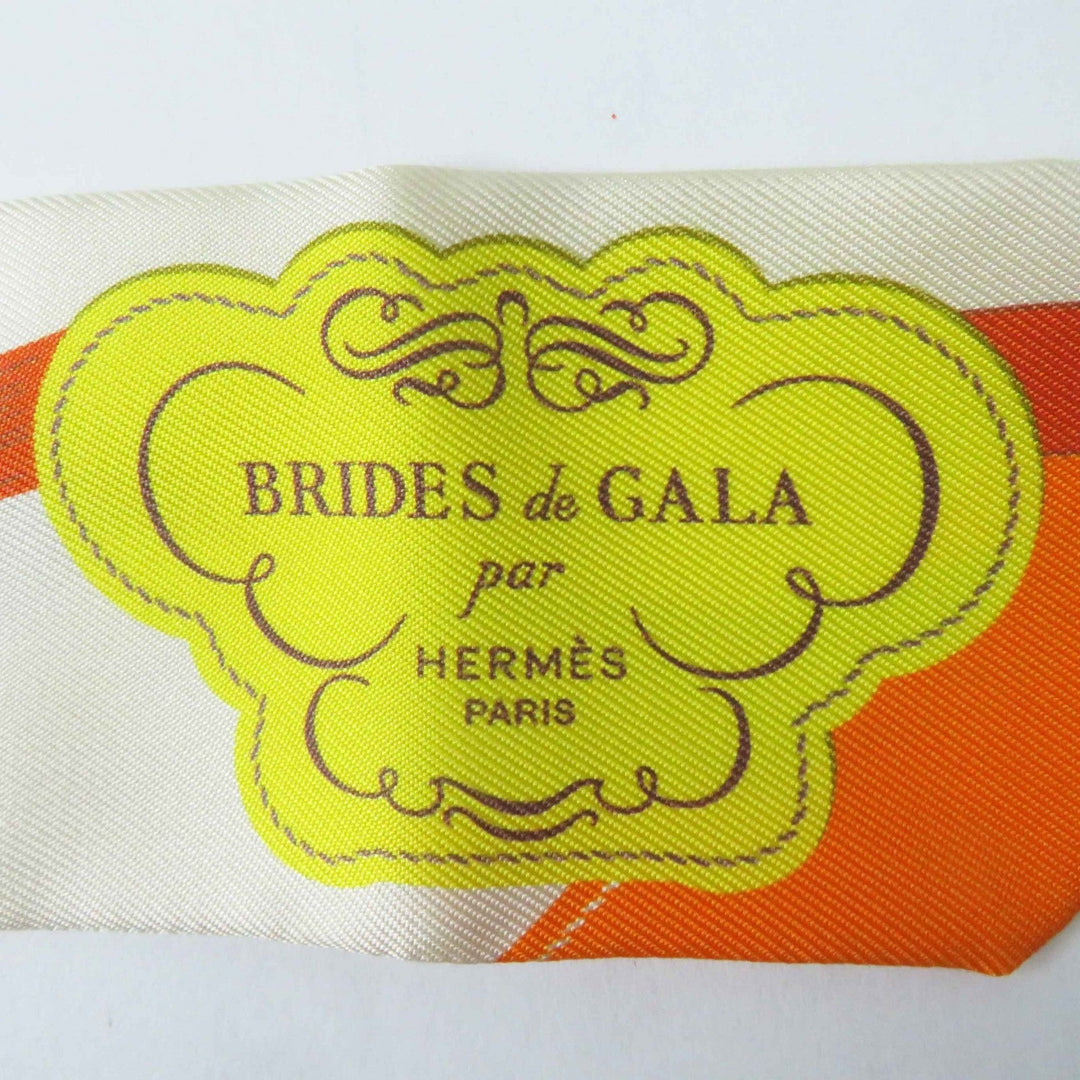 BRIDES de GALA
par
HERMÈS
PARIS